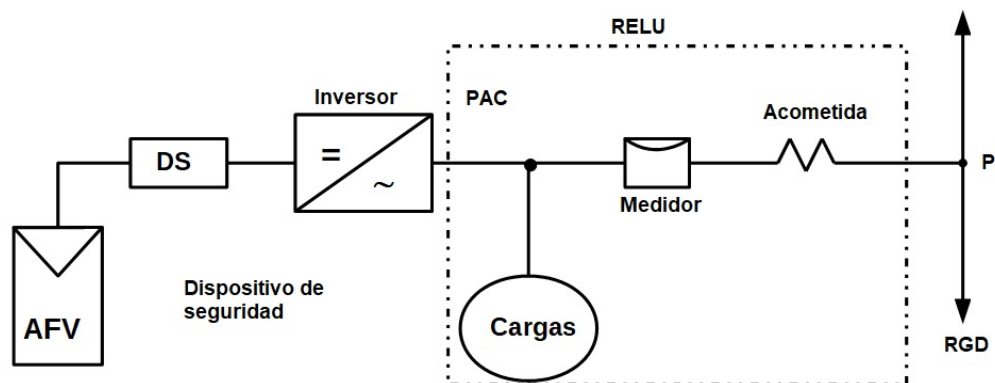 RELU
Inversor
PAC
Acometida
DS
=
~
P
Medidor
Dispositivo de
seguridad
AFV
Cargas
RGD